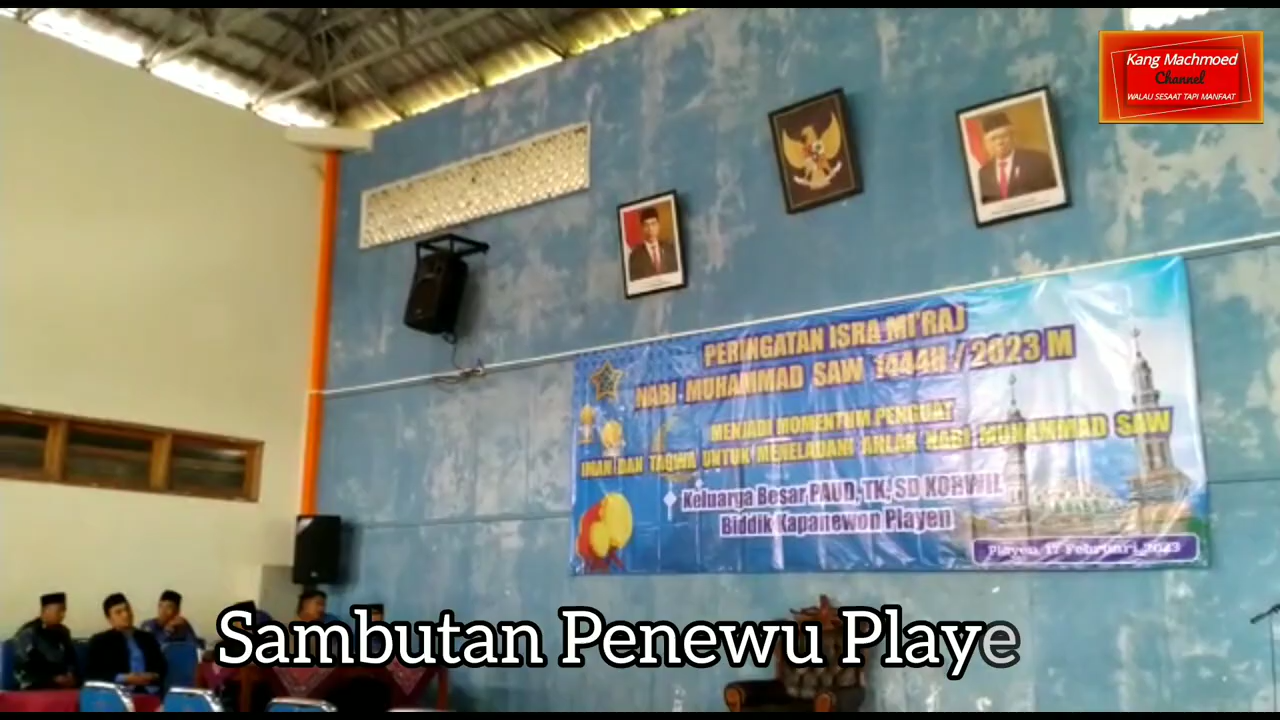 Kang Machmoed
Channel
WALAU SESAAT TAPI MANFAAT
PERINGATAN ISRA MI'RAJ
NABI MUHAMMAD SAW 1444H / 2023 M
MENJADI MOMENTUM PENGUAT
IMAN DAN TAQWA UNTUK MENELADANI AHLAK NABI MUHAMMAD SAW
Keluarga Besar PAUD, TK, SD KORWIL
Biddik Kapanewon Playen
Playen 17 Februari 2023
Sambutan Penewu Playe